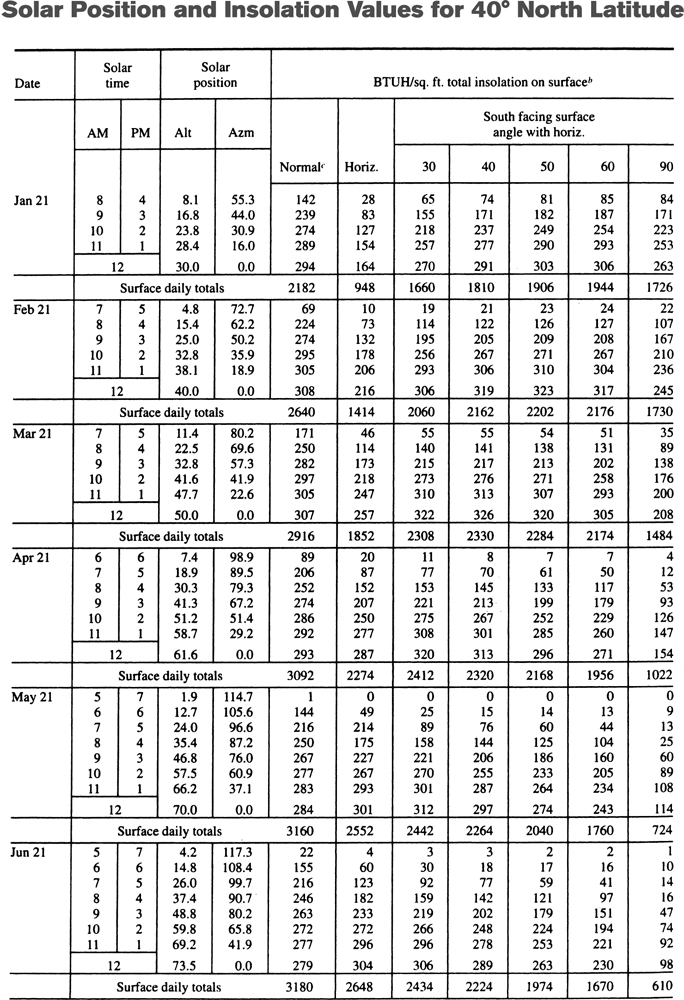 Solar Position and Insolation Values for 40° North Latitude
Date Solar time Solar position BTUH/sq. ft. total insolation on surfaceᵇ
AM PM Alt Azm South facing surface angle with horiz.
Normalᶜ Horiz. 30 40 50 60 90
Jan 21 8 4 8.1 55.3 142 28 65 74 81 85 84
9 3 16.8 44.0 239 83 155 171 182 187 171
10 2 23.8 30.9 274 127 218 237 249 254 223
11 1 28.4 16.0 289 154 257 277 290 293 253
12 30.0 0.0 294 164 270 291 303 306 263
Surface daily totals 2182 948 1660 1810 1906 1944 1726
Feb 21 7 5 4.8 72.7 69 10 19 21 23 24 22
8 4 15.4 62.2 224 73 114 122 126 127 107
9 3 25.0 50.2 274 132 195 205 209 208 167
10 2 32.8 35.9 295 178 256 267 271 267 210
11 1 38.1 18.9 305 206 293 306 310 304 236
12 40.0 0.0 308 216 306 319 323 317 245
Surface daily totals 2640 1414 2060 2162 2202 2176 1730
Mar 21 7 5 11.4 80.2 171 46 55 55 54 51 35
8 4 22.5 69.6 250 114 140 141 138 131 89
9 3 32.8 57.3 282 173 215 217 213 202 138
10 2 41.6 41.9 297 218 273 276 271 258 176
11 1 47.7 22.6 305 247 310 313 307 293 200
12 50.0 0.0 307 257 322 326 320 305 208
Surface daily totals 2916 1852 2308 2330 2284 2174 1484
Apr 21 6 6 7.4 98.9 89 20 11 8 7 7 4
7 5 18.9 89.5 206 87 77 70 61 50 12
8 4 30.3 79.3 252 152 153 145 133 117 53
9 3 41.3 67.2 274 207 221 213 199 179 93
10 2 51.2 51.4 286 250 275 267 252 229 126
11 1 58.7 29.2 292 277 308 301 285 260 147
12 61.6 0.0 293 287 320 313 296 271 154
Surface daily totals 3092 2274 2412 2320 2168 1956 1022
May 21 5 7 1.9 114.7 1 0 0 0 0 0 0
6 6 12.7 105.6 144 49 25 15 14 13 9
7 5 24.0 96.6 216 214 89 76 60 44 13
8 4 35.4 87.2 250 175 158 144 125 104 25
9 3 46.8 76.0 267 227 221 206 186 160 60
10 2 57.5 60.9 277 267 270 255 233 205 89
11 1 66.2 37.1 283 293 301 287 264 234 108
12 70.0 0.0 284 301 312 297 274 243 114
Surface daily totals 3160 2552 2442 2264 2040 1760 724
Jun 21 5 7 4.2 117.3 22 4 3 3 2 2 1
6 6 14.8 108.4 155 60 30 18 17 16 10
7 5 26.0 99.7 216 123 92 77 59 41 14
8 4 37.4 90.7 246 182 159 142 121 97 16
9 3 48.8 80.2 263 233 219 202 179 151 47
10 2 59.8 65.8 272 272 266 248 224 194 74
11 1 69.2 41.9 277 296 296 278 253 221 92
12 73.5 0.0 279 304 306 289 263 230 98
Surface daily totals 3180 2648 2434 2224 1974 1670 610